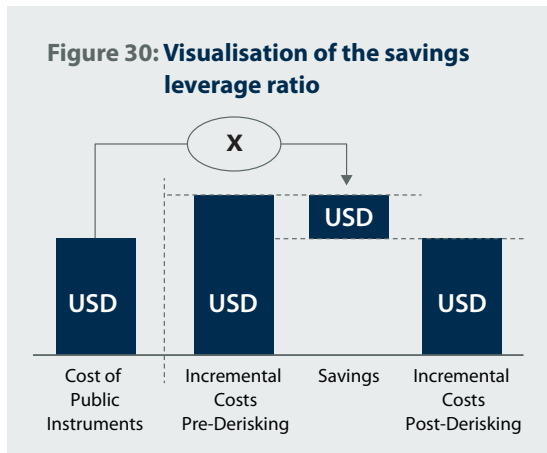 Figure 30: Visualisation of the savings
leverage ratio
X
USD
USD
USD
USD
Cost of
Public
Instruments
Incremental
Costs
Pre-Derisking
Savings
Incremental
Costs
Post-Derisking